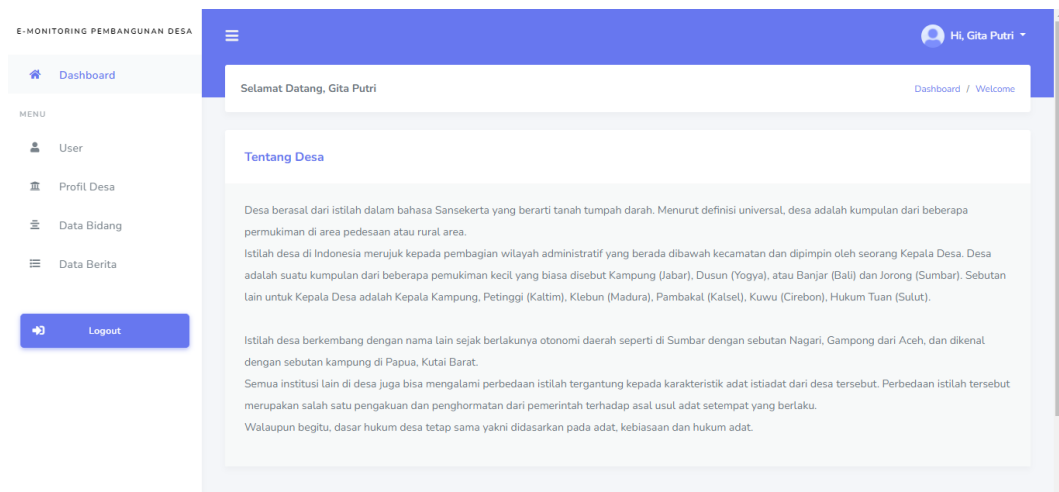 E-MONITORING PEMBANGUNAN DESA
Hi, Gita Putri
Dashboard
Selamat Datang, Gita Putri
Dashboard / Welcome
MENU
User
Profil Desa
Data Bidang
Data Berita
Logout
Tentang Desa
Desa berasal dari istilah dalam bahasa Sansekerta yang berarti tanah tumpah darah. Menurut definisi universal, desa adalah kumpulan dari beberapa
permukiman di area pedesaan atau rural area.
Istilah desa di Indonesia merujuk kepada pembagian wilayah administratif yang berada dibawah kecamatan dan dipimpin oleh seorang Kepala Desa. Desa
adalah suatu kumpulan dari beberapa pemukiman kecil yang biasa disebut Kampung (Jabar), Dusun (Yogya), atau Banjar (Bali) dan Jorong (Sumbar). Sebutan
lain untuk Kepala Desa adalah Kepala Kampung, Petinggi (Kaltim), Klebun (Madura), Pambakal (Kalsel), Kuwu (Cirebon), Hukum Tuan (Sulut).
Istilah desa berkembang dengan nama lain sejak berlakunya otonomi daerah seperti di Sumbar dengan sebutan Nagari, Gampong dari Aceh, dan dikenal
dengan sebutan kampung di Papua, Kutai Barat.
Semua institusi lain di desa juga bisa mengalami perbedaan istilah tergantung kepada karakteristik adat istiadat dari desa tersebut. Perbedaan istilah tersebut
merupakan salah satu pengakuan dan penghormatan dari pemerintah terhadap asal usul adat setempat yang berlaku.
Walaupun begitu, dasar hukum desa tetap sama yakni didasarkan pada adat, kebiasaan dan hukum adat.